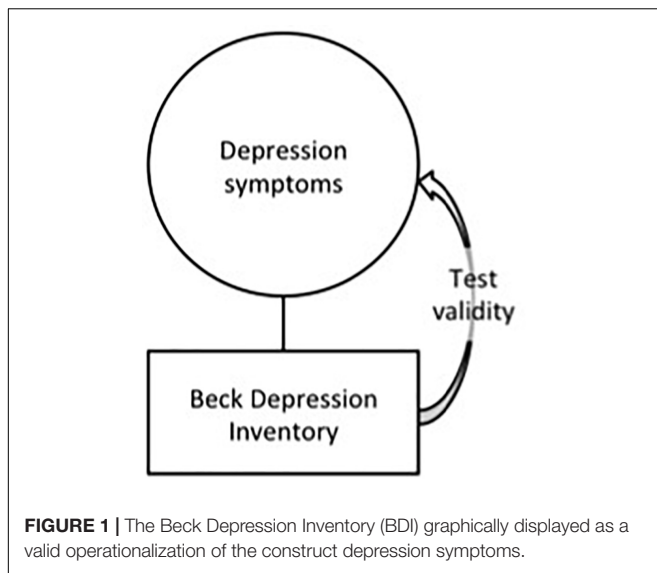 Depression
symptoms
Test
validity
Beck Depression
Inventory
FIGURE 1 | The Beck Depression Inventory (BDI) graphically displayed as a
valid operationalization of the construct depression symptoms.